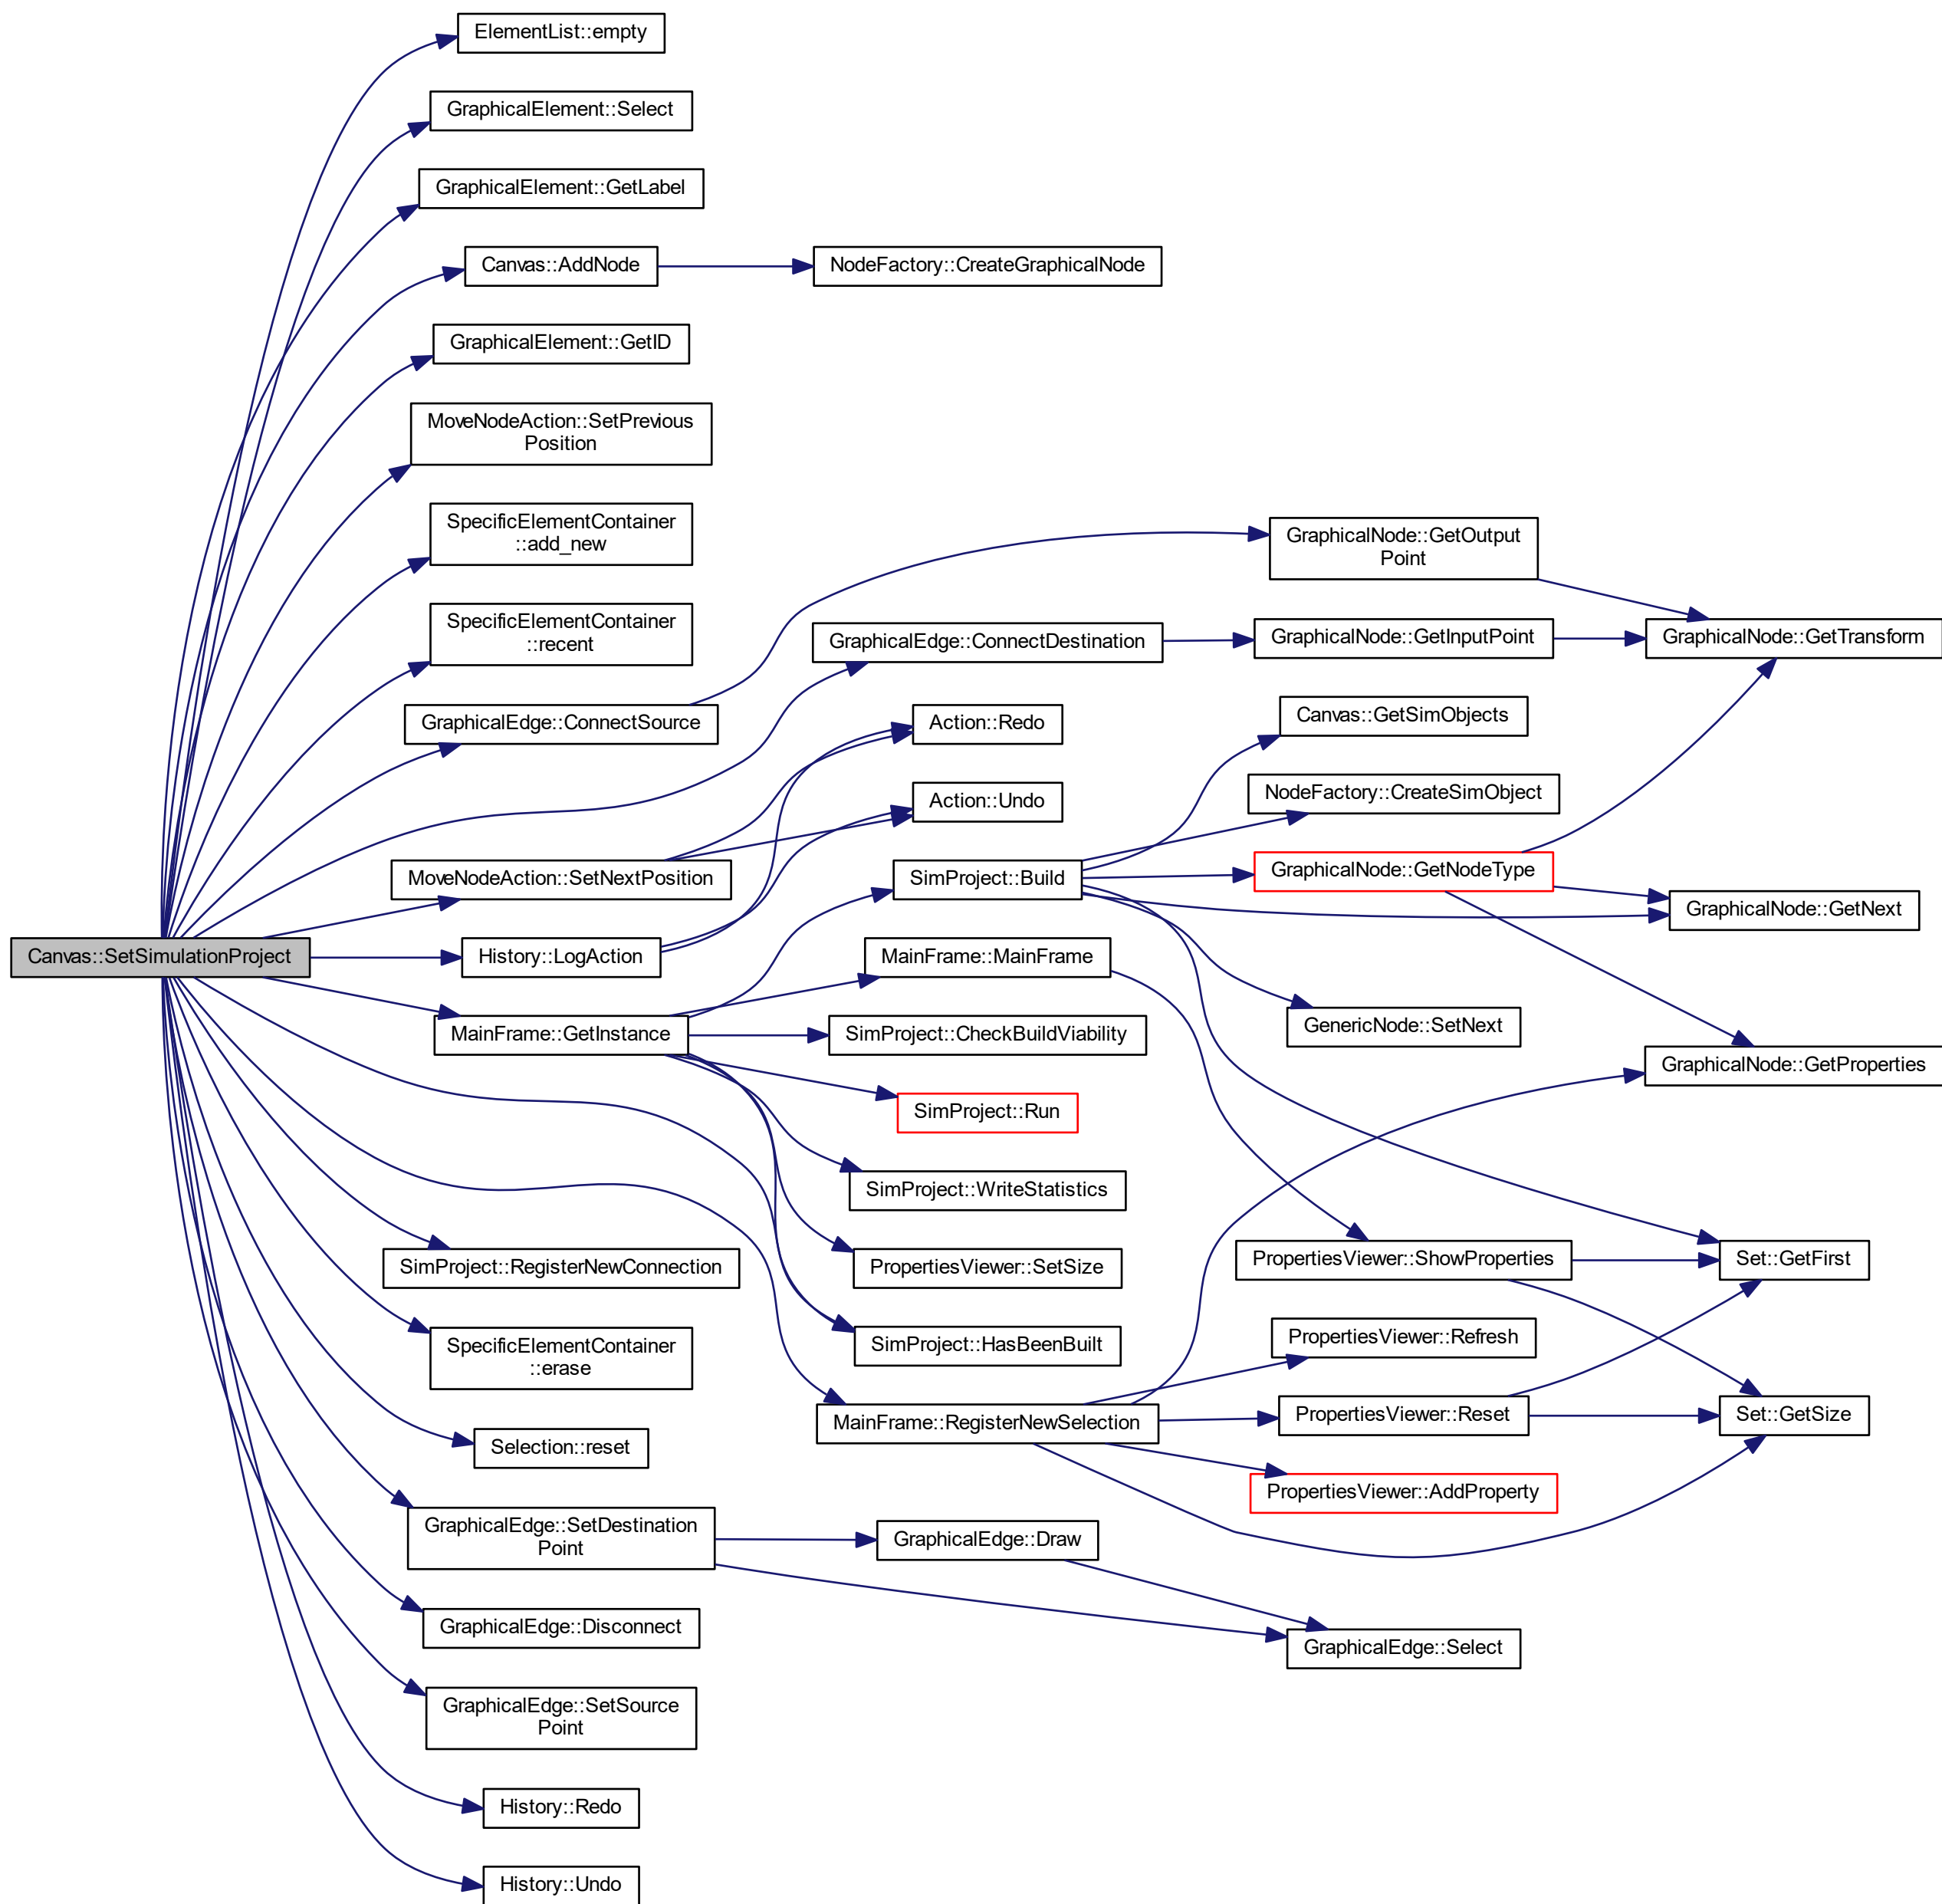 ElementList::empty
GraphicalElement::Select
GraphicalElement::GetLabel
Canvas::AddNode
NodeFactory::CreateGraphicalNode
GraphicalElement::GetID
MoveNodeAction::SetPrevious
Position
SpecificElementContainer
::add_new
SpecificElementContainer
::recent
GraphicalEdge::ConnectSource
MoveNodeAction::SetNextPosition
Canvas::SetSimulationProject
History::LogAction
MainFrame::GetInstance
SimProject::RegisterNewConnection
SpecificElementContainer
::erase
Selection::reset
GraphicalEdge::SetDestination
Point
GraphicalEdge::Disconnect
GraphicalEdge::SetSource
Point
History::Redo
History::Undo
GraphicalEdge::ConnectDestination
Action::Redo
Action::Undo
SimProject::Build
MainFrame::MainFrame
SimProject::CheckBuildViability
SimProject::Run
SimProject::WriteStatistics
PropertiesViewer::SetSize
SimProject::HasBeenBuilt
MainFrame::RegisterNewSelection
GraphicalEdge::Draw
GraphicalNode::GetOutput
Point
GraphicalNode::GetInputPoint
Canvas::GetSimObjects
NodeFactory::CreateSimObject
GraphicalNode::GetNodeType
GenericNode::SetNext
PropertiesViewer::ShowProperties
PropertiesViewer::Refresh
PropertiesViewer::Reset
PropertiesViewer::AddProperty
GraphicalEdge::Select
GraphicalNode::GetTransform
GraphicalNode::GetNext
GraphicalNode::GetProperties
Set::GetFirst
Set::GetSize